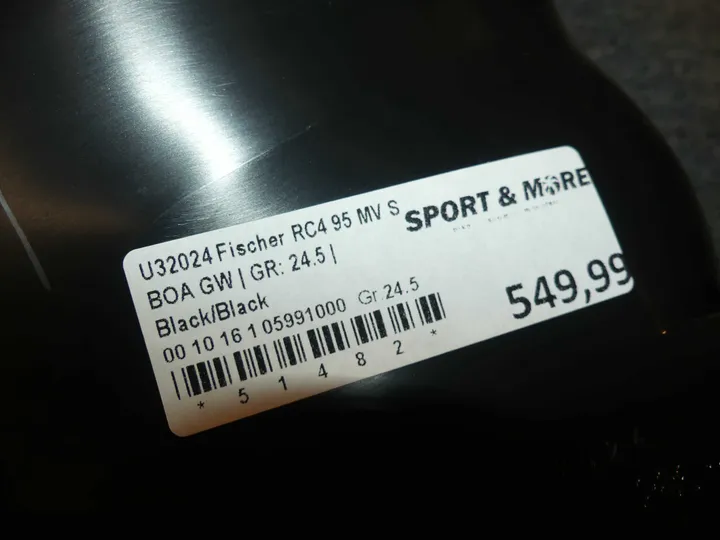 U32024 Fischer RC4 95 MV S
BOA GW | GR: 24.5 |
Black/Black
00 10 16 1 05991000 Gr.24.5
* 5 1 4 8 2 *
SPORT & MORE
549,99